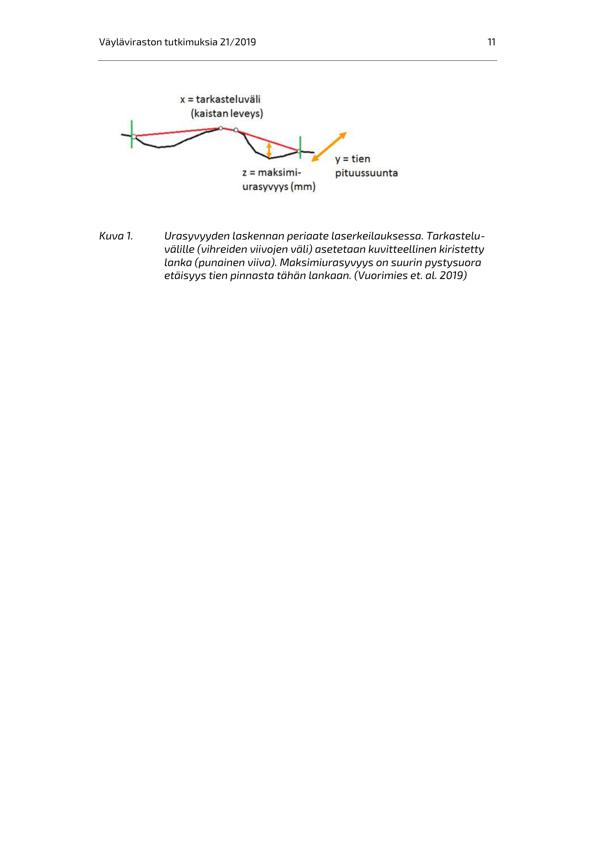 Väyläviraston tutkimuksia 21/2019 11
x = tarkasteluväli
(kaistan leveys)
y = tien
pituussuunta
z = maksimi-
urasyvyys (mm)
Kuva 1. Urasyvyyden laskennan periaate laserkeilauksessa. Tarkastelu-
välille (vihreiden viivojen väli) asetetaan kuvitteellinen kiristetty
lanka (punainen viiva). Maksimiurasyvyys on suurin pystysuora
etäisyys tien pinnasta tähän lankaan. (Vuorimies et. al. 2019)